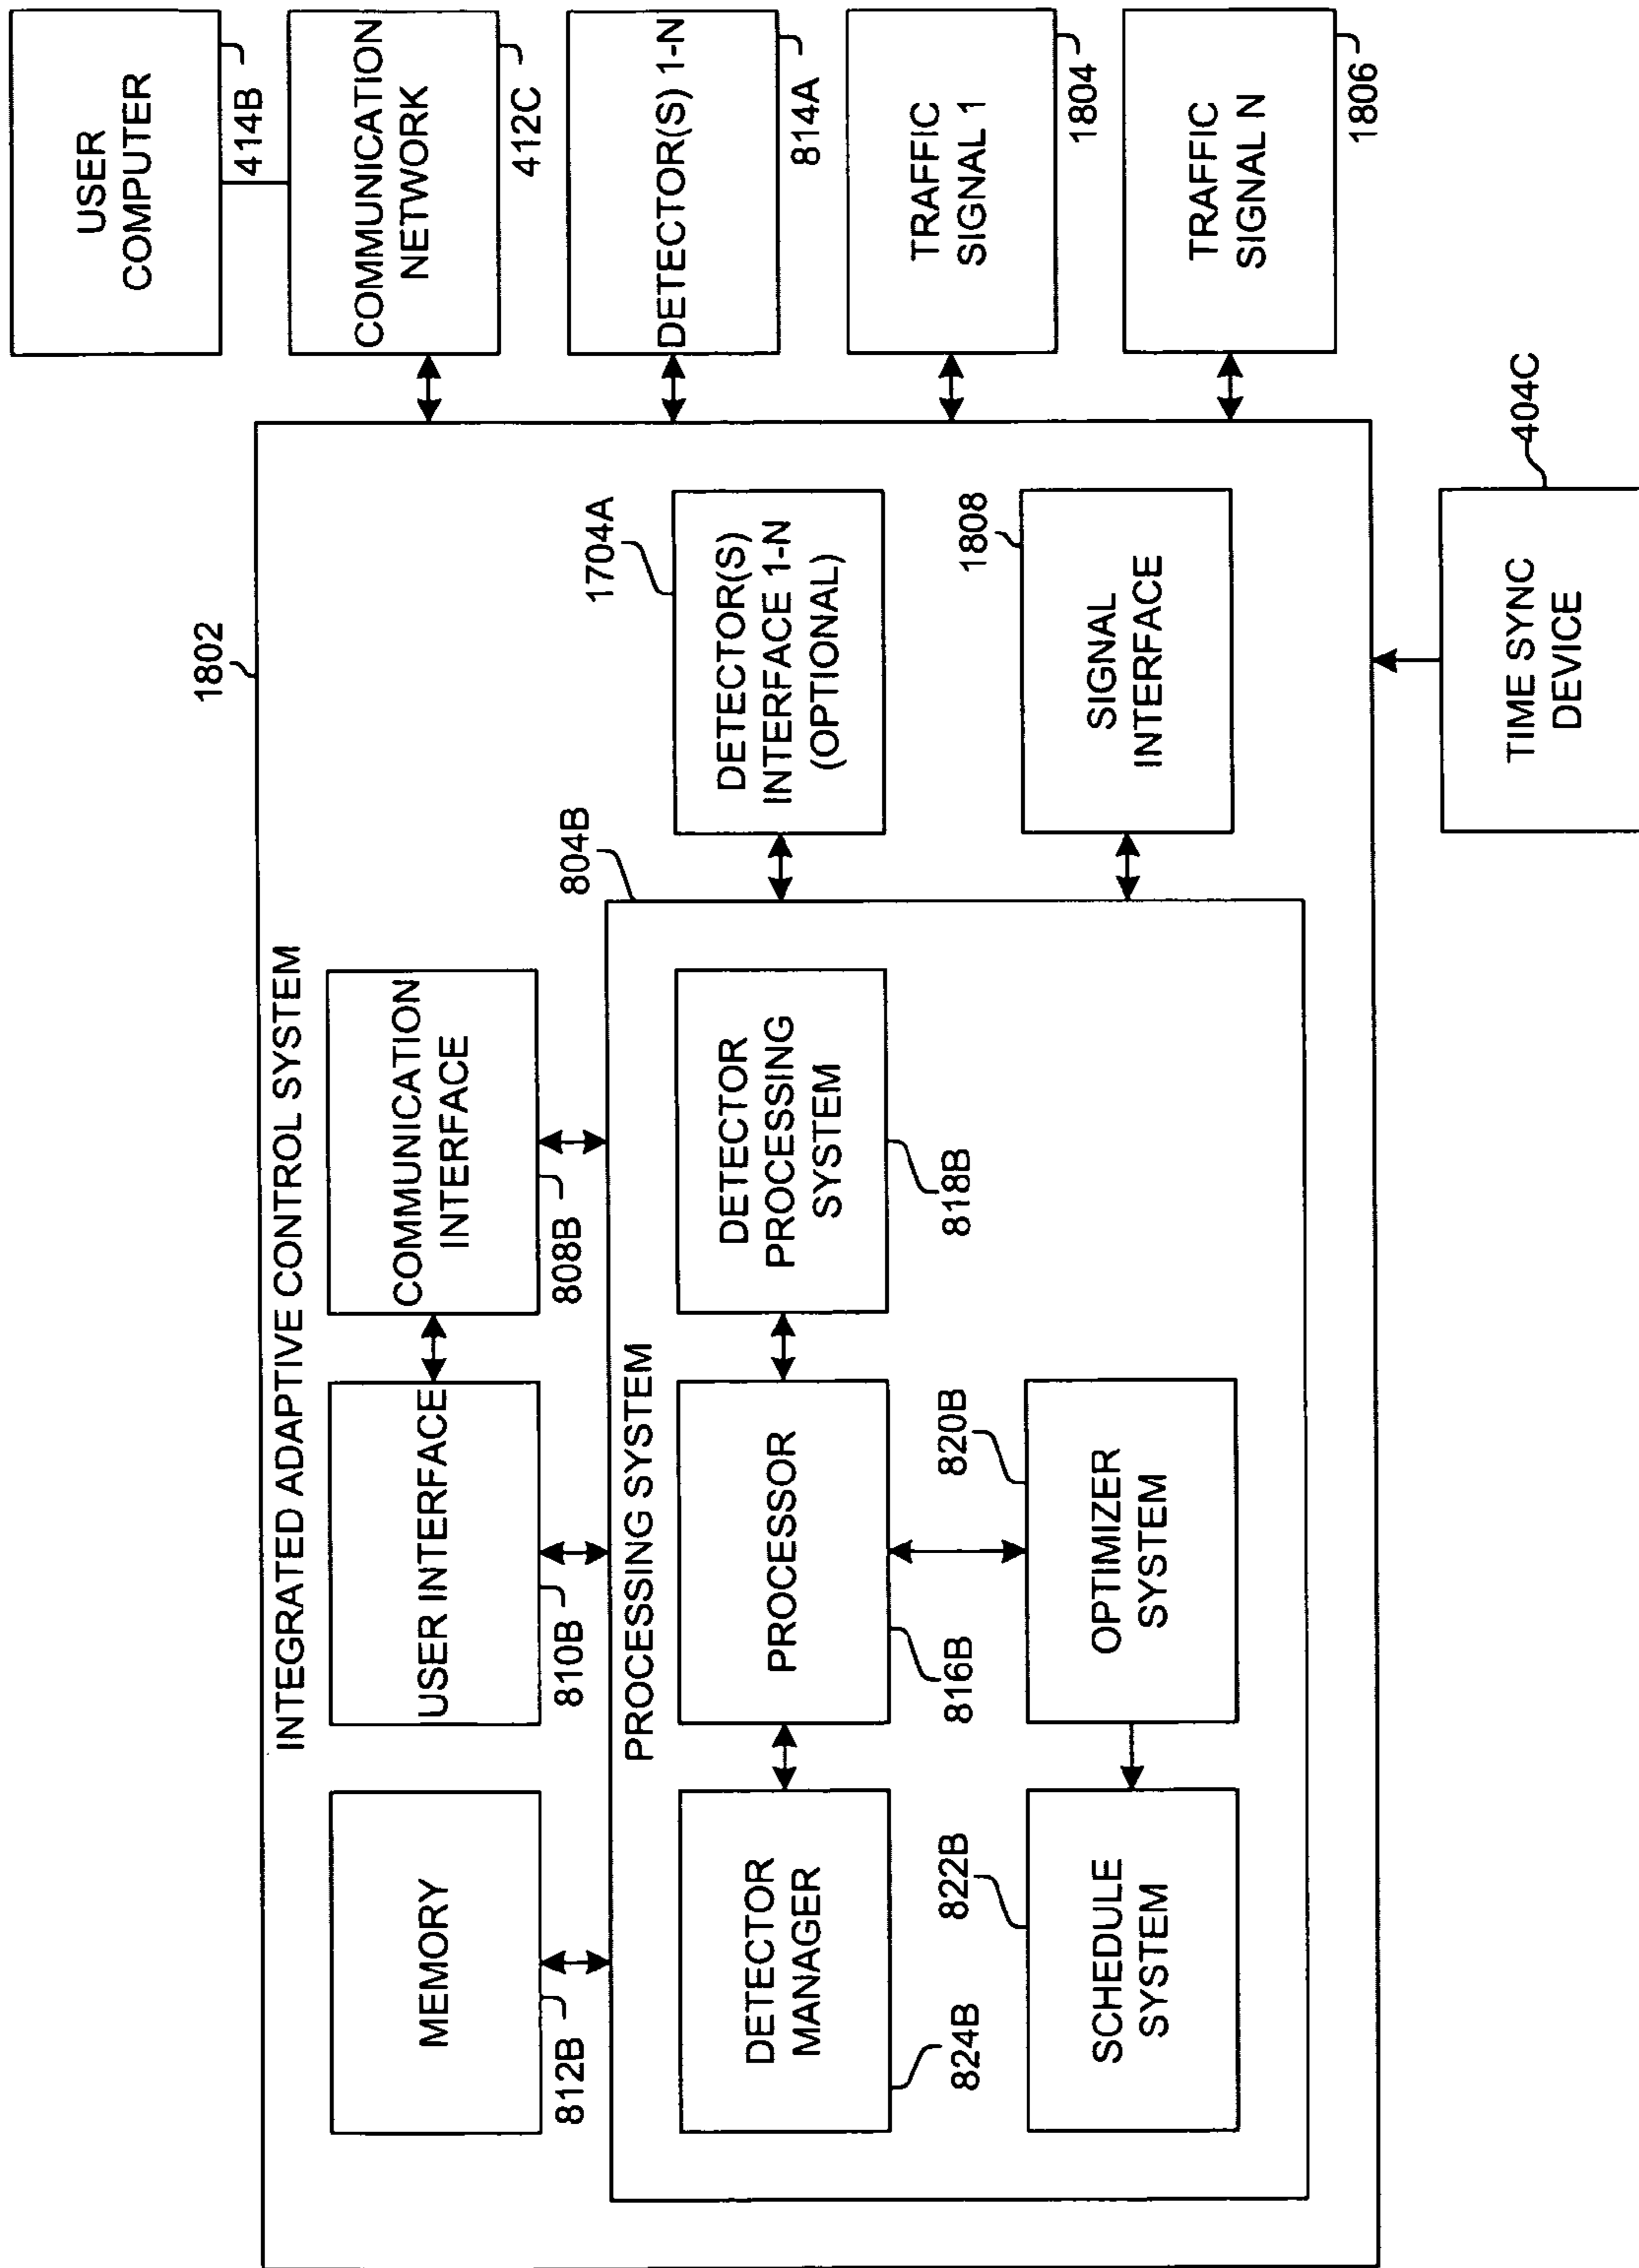 USER
COMPUTER
414B
COMMUNICATION
NETWORK
412C
DETECTOR(S) 1-N
814A
TRAFFIC
SIGNAL 1
1804
TRAFFIC
SIGNAL N
1806
1802
INTEGRATED ADAPTIVE CONTROL SYSTEM
MEMORY
812B
USER INTERFACE
810B
COMMUNICATION
INTERFACE
808B
804B
PROCESSING SYSTEM
DETECTOR
MANAGER
824B
PROCESSOR
816B
DETECTOR
PROCESSING
SYSTEM
818B
822B
SCHEDULE
SYSTEM
820B
OPTIMIZER
SYSTEM
1704A
DETECTOR(S)
INTERFACE 1-N
(OPTIONAL)
1808
SIGNAL
INTERFACE
404C
TIME SYNC
DEVICE